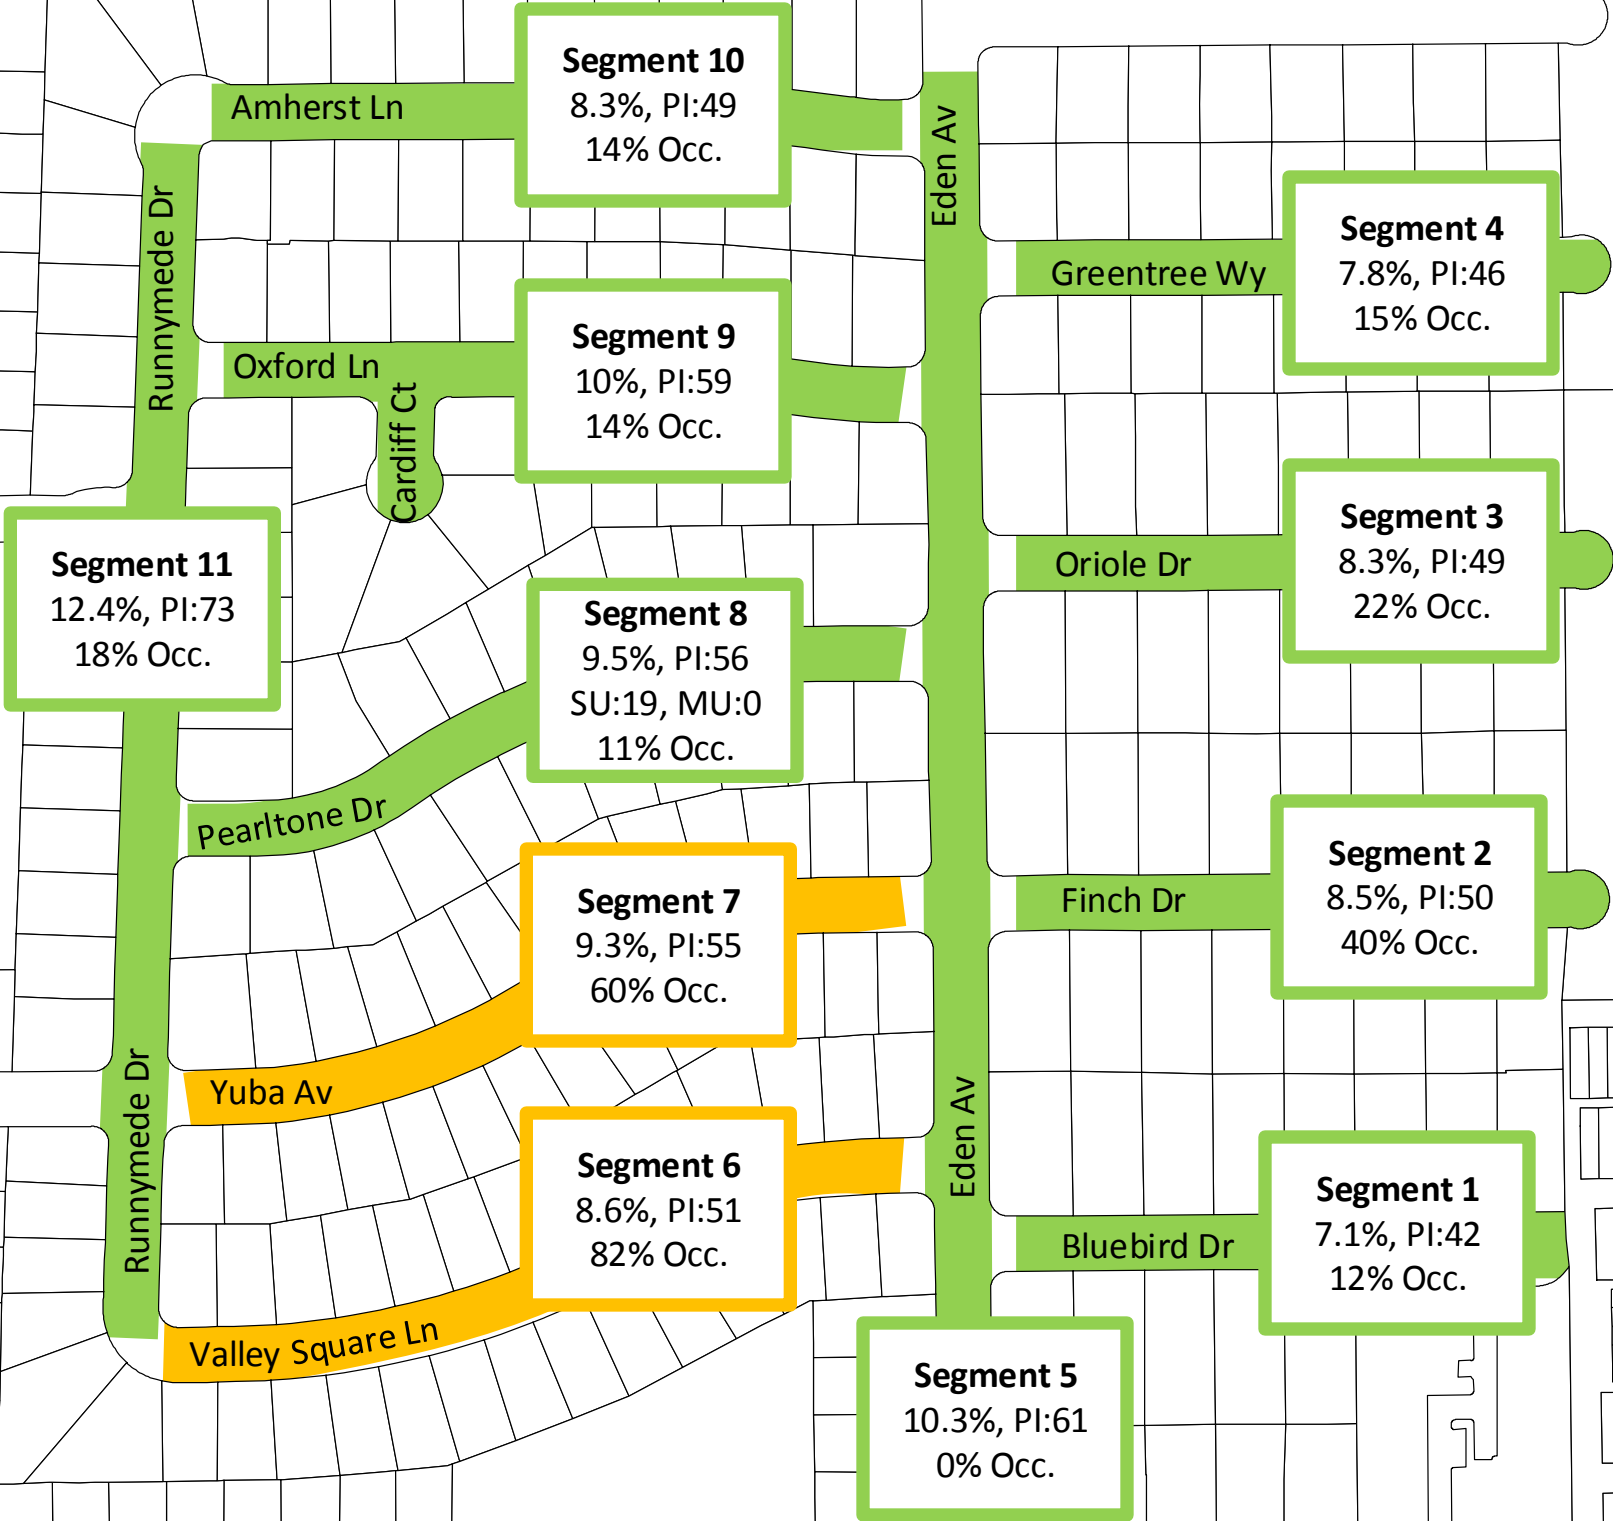 Segment 10
8.3%, PI:49
14% Occ.
Amherst Ln
Eden Av
Runnymede Dr
Segment 4
7.8%, PI:46
15% Occ.
Greentree Wy
Segment 9
10%, PI:59
14% Occ.
Oxford Ln
Cardiff Ct
Segment 3
8.3%, PI:49
22% Occ.
Oriole Dr
Segment 11
12.4%, PI:73
18% Occ.
Segment 8
9.5%, PI:56
SU:19, MU:0
11% Occ.
Pearltone Dr
Segment 2
8.5%, PI:50
40% Occ.
Finch Dr
Segment 7
9.3%, PI:55
60% Occ.
Yuba Av
Runnymede Dr
Eden Av
Segment 6
8.6%, PI:51
82% Occ.
Valley Square Ln
Segment 1
7.1%, PI:42
12% Occ.
Bluebird Dr
Segment 5
10.3%, PI:61
0% Occ.